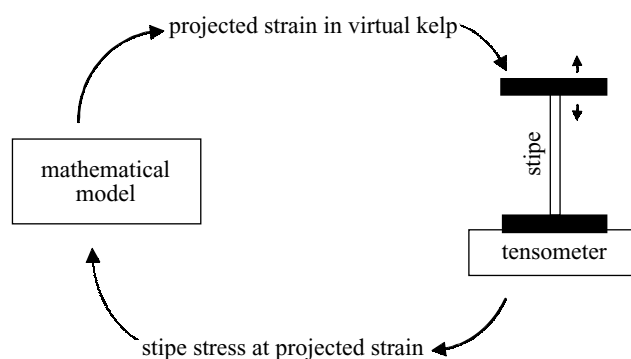 projected strain in virtual kelp
mathematical
model
stipe
tensometer
stipe stress at projected strain